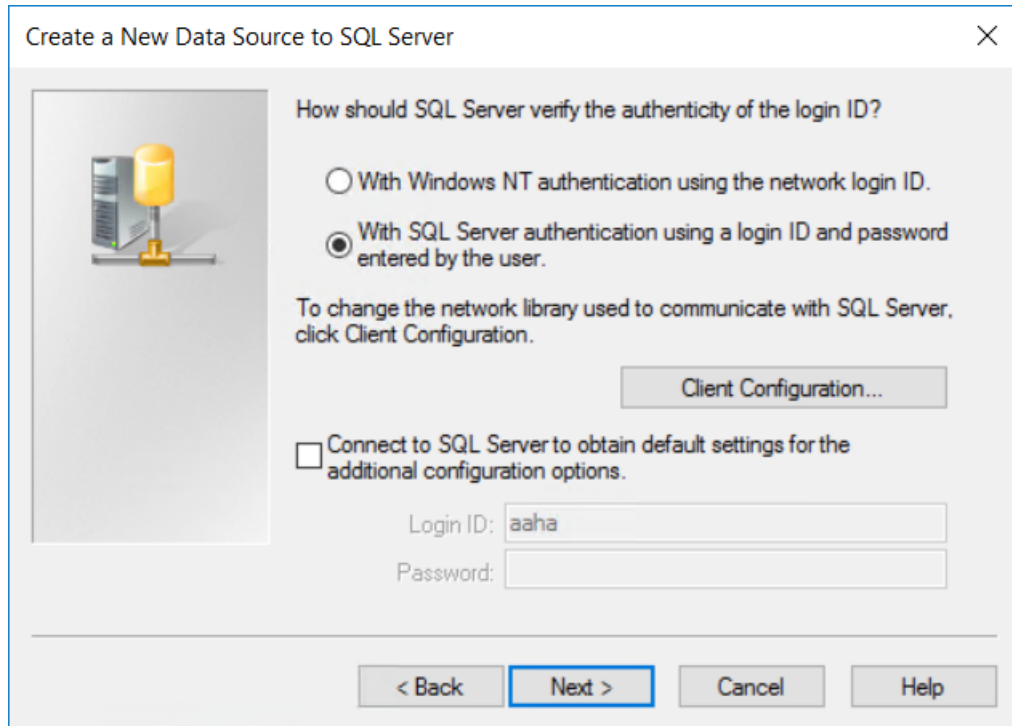 Create a New Data Source to SQL Server
How should SQL Server verify the authenticity of the login ID?
With Windows NT authentication using the network login ID.
With SQL Server authentication using a login ID and password
entered by the user.
To change the network library used to communicate with SQL Server,
click Client Configuration.
Client Configuration...
Connect to SQL Server to obtain default settings for the
additional configuration options.
Login ID: aaha
Password:
< Back Next > Cancel Help